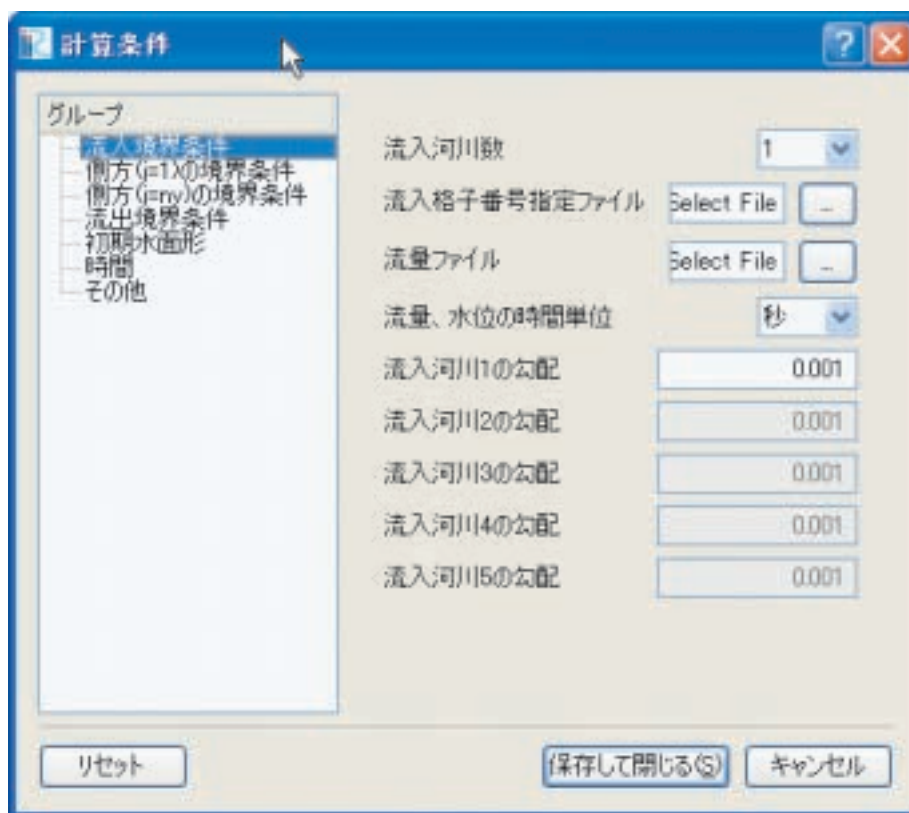 計算条件
グループ
流入境界条件
側方(j=1)の境界条件
側方(j=ny)の境界条件
流出境界条件
初期水面形
時間
その他
流入河川数 1
流入格子番号指定ファイル Select File ...
流量ファイル Select File ...
流量、水位の時間単位 秒
流入河川1の勾配 0.001
流入河川2の勾配 0.001
流入河川3の勾配 0.001
流入河川4の勾配 0.001
流入河川5の勾配 0.001
リセット 保存して閉じる(S) キャンセル